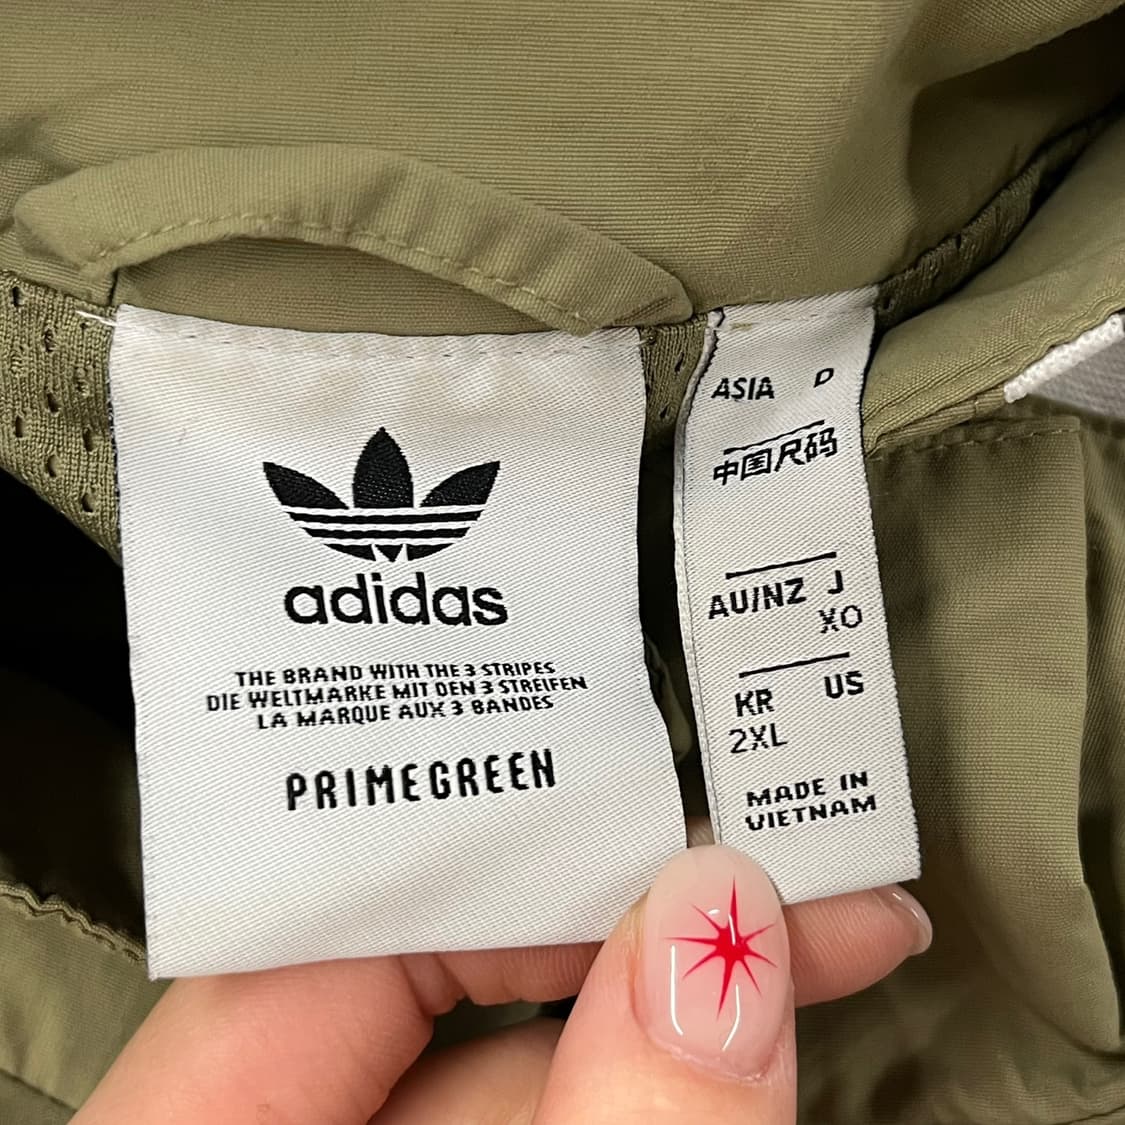 adidas
THE BRAND WITH THE 3 STRIPES
DIE WELTMARKE MIT DEN 3 STREIFEN
LA MARQUE AUX 3 BANDES
PRIMEGREEN
ASIA D
中国尺码
AU/NZ J
XO
KR US
2XL
MADE IN
VIETNAM